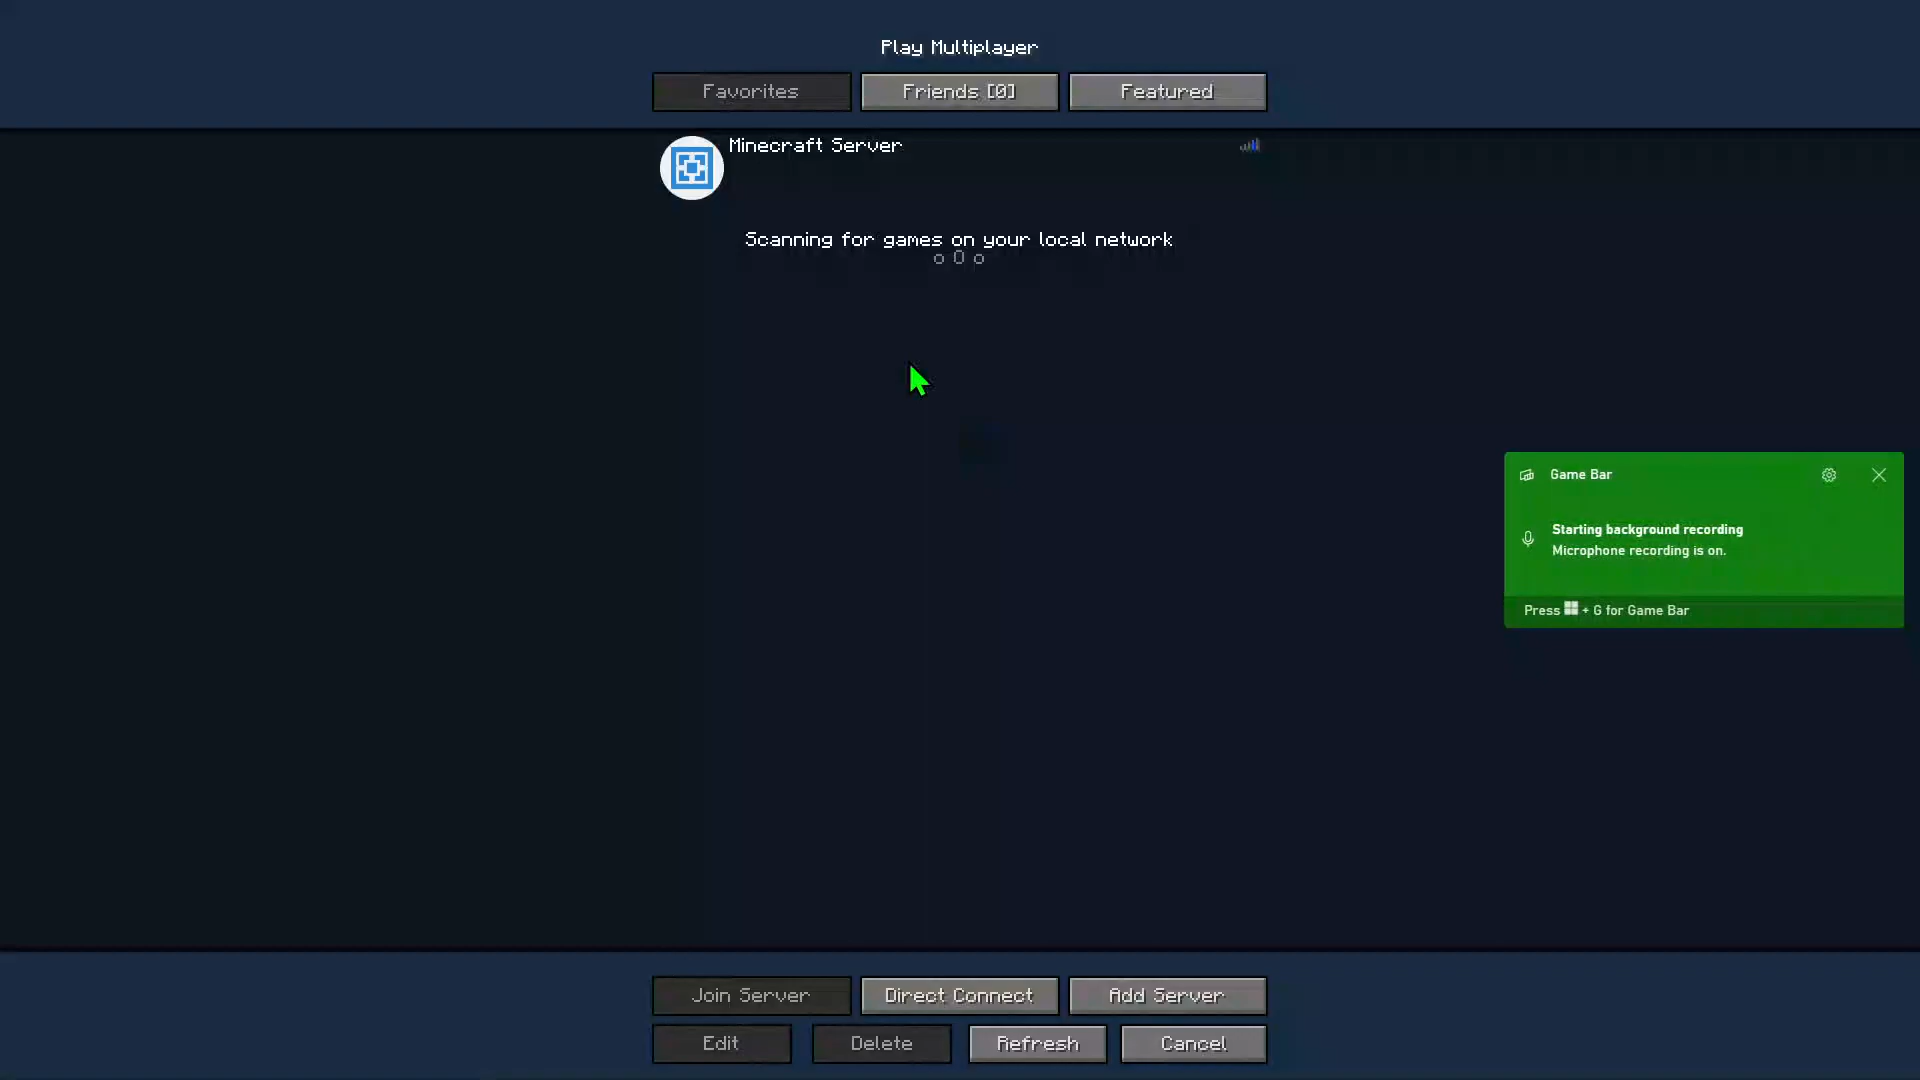 Play Multiplayer
Favorites
Friends [0]
Featured
Minecraft Server
Scanning for games on your local network
o O o
Game Bar
Starting background recording
Microphone recording is on.
Press + G for Game Bar
Join Server
Direct Connect
Add Server
Edit
Delete
Refresh
Cancel